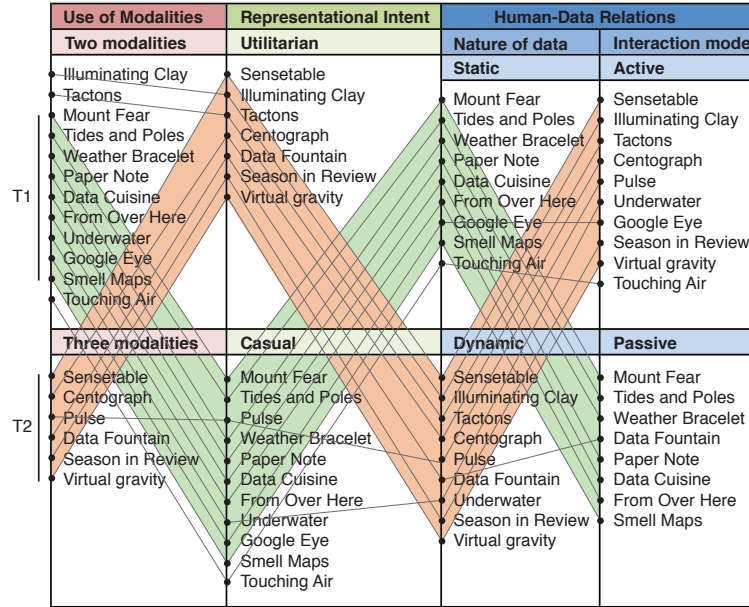 Use of Modalities
Representational Intent
Human-Data Relations
Two modalities
Utilitarian
Nature of data
Interaction mode
Static
Active
T1
Illuminating Clay
Tactons
Mount Fear
Tides and Poles
Weather Bracelet
Paper Note
Data Cuisine
From Over Here
Underwater
Google Eye
Smell Maps
Touching Air
Sensetable
Illuminating Clay
Tactons
Centograph
Data Fountain
Season in Review
Virtual gravity
Mount Fear
Tides and Poles
Weather Bracelet
Paper Note
Data Cuisine
From Over Here
Google Eye
Smell Maps
Touching Air
Sensetable
Illuminating Clay
Tactons
Centograph
Pulse
Underwater
Google Eye
Season in Review
Virtual gravity
Touching Air
Three modalities
Casual
Dynamic
Passive
T2
Sensetable
Centograph
Pulse
Data Fountain
Season in Review
Virtual gravity
Mount Fear
Tides and Poles
Pulse
Weather Bracelet
Paper Note
Data Cuisine
From Over Here
Underwater
Google Eye
Smell Maps
Touching Air
Sensetable
Illuminating Clay
Tactons
Centograph
Pulse
Data Fountain
Underwater
Season in Review
Virtual gravity
Mount Fear
Tides and Poles
Weather Bracelet
Data Fountain
Paper Note
Data Cuisine
From Over Here
Smell Maps